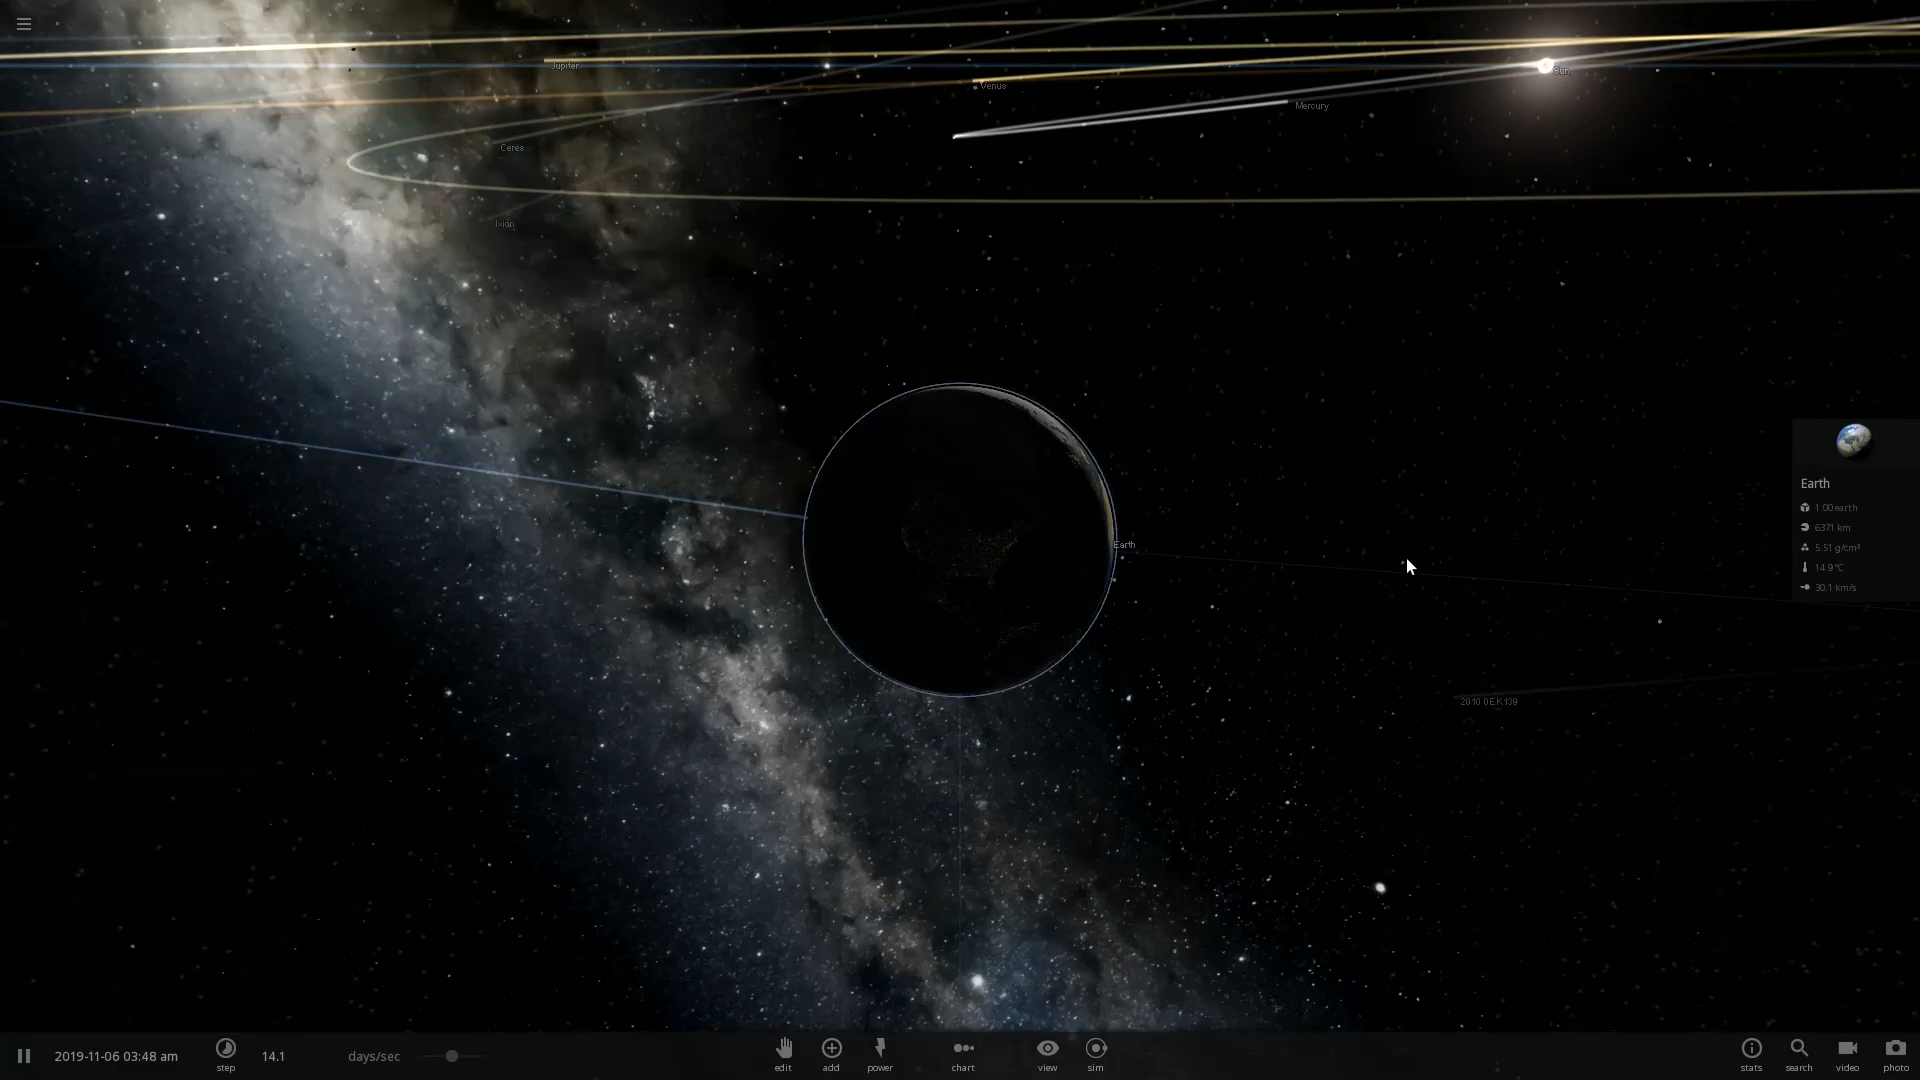 Jupiter
Sun
Venus
Mercury
Ceres
Ixion
Earth
Earth
1.00 earth
6371 km
5.51 g/cm³
14.9 °C
30.1 km/s
2019-11-06 03:48 am
step
14.1
days/sec
edit
add
power
chart
view
sim
stats
search
video
photo